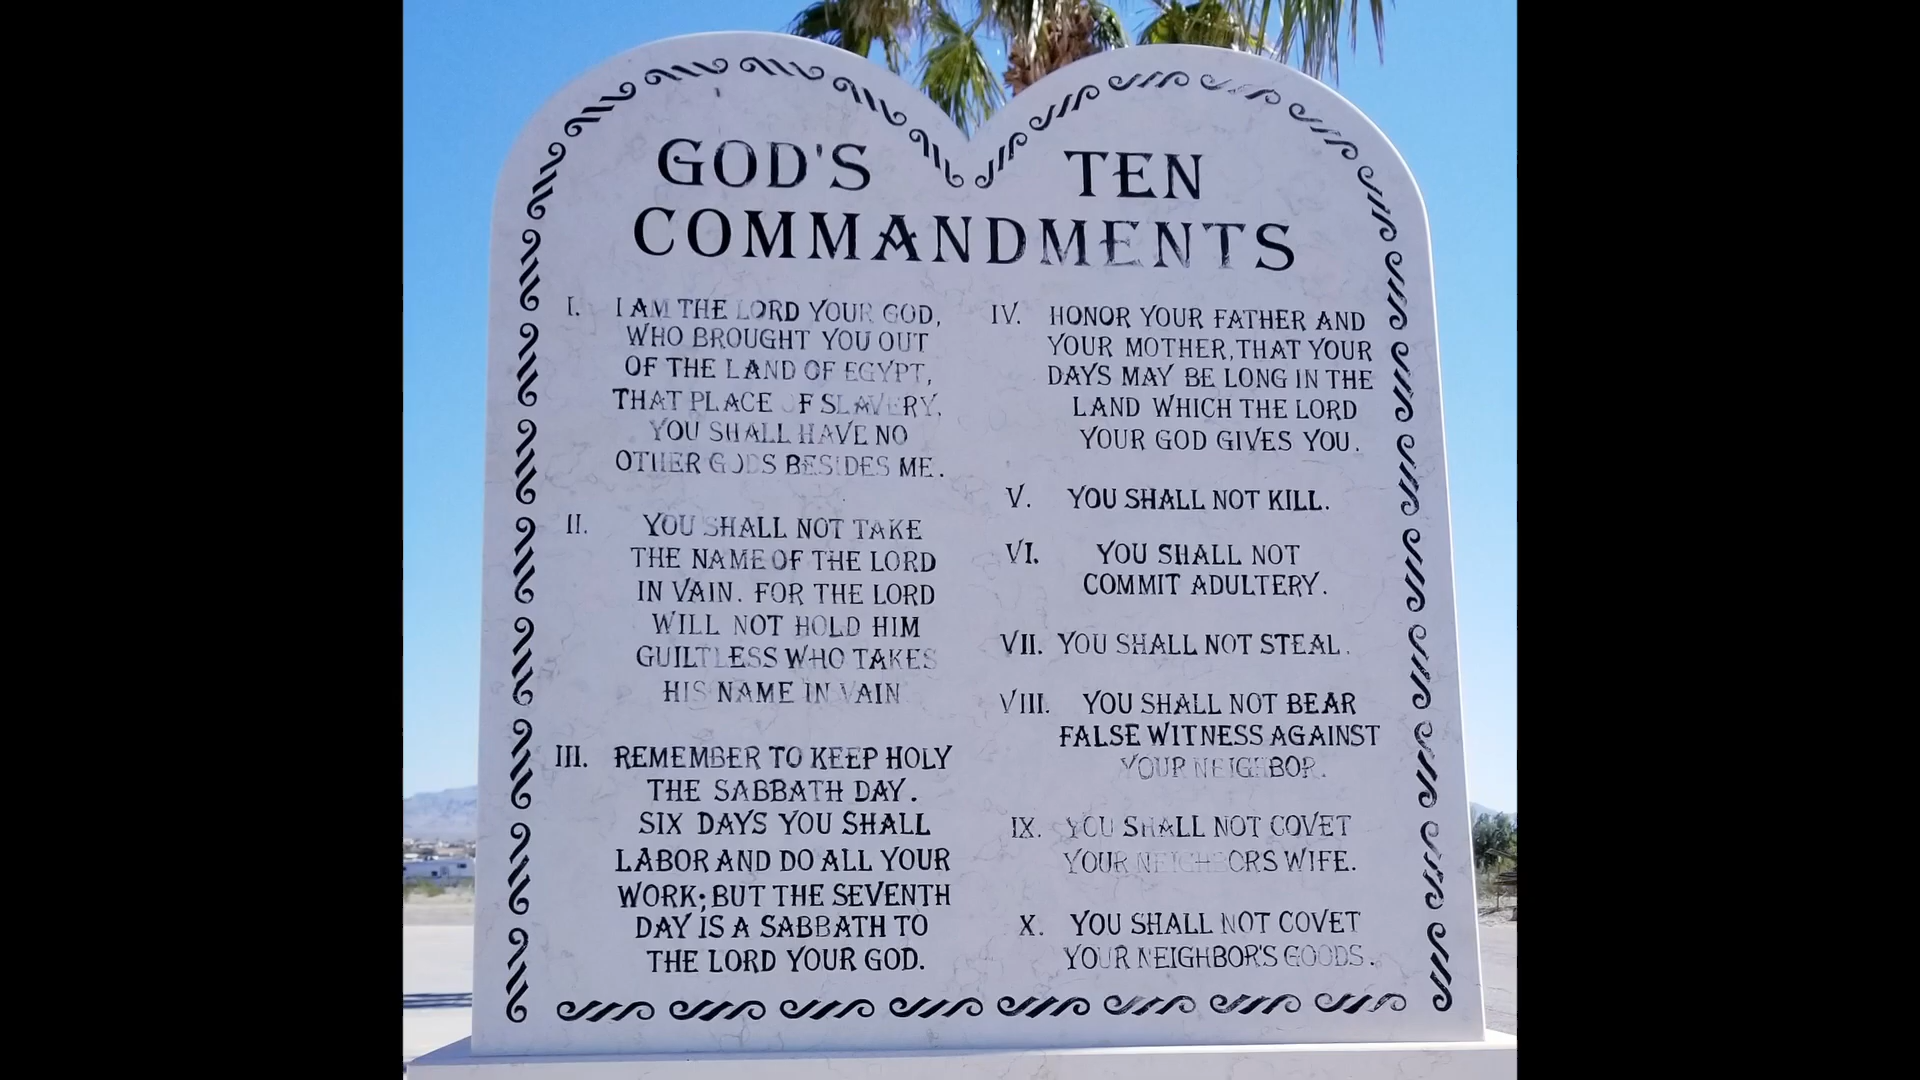 GOD'S TEN
COMMANDMENTS
I. I AM THE LORD YOUR GOD,
WHO BROUGHT YOU OUT
OF THE LAND OF EGYPT,
THAT PLACE OF SLAVERY,
YOU SHALL HAVE NO
OTHER GODS BESIDES ME.
II. YOU SHALL NOT TAKE
THE NAME OF THE LORD
IN VAIN. FOR THE LORD
WILL NOT HOLD HIM
GUILTLESS WHO TAKES
HIS NAME IN VAIN
III. REMEMBER TO KEEP HOLY
THE SABBATH DAY.
SIX DAYS YOU SHALL
LABOR AND DO ALL YOUR
WORK; BUT THE SEVENTH
DAY IS A SABBATH TO
THE LORD YOUR GOD.
IV. HONOR YOUR FATHER AND
YOUR MOTHER, THAT YOUR
DAYS MAY BE LONG IN THE
LAND WHICH THE LORD
YOUR GOD GIVES YOU.
V. YOU SHALL NOT KILL.
VI. YOU SHALL NOT
COMMIT ADULTERY.
VII. YOU SHALL NOT STEAL.
VIII. YOU SHALL NOT BEAR
FALSE WITNESS AGAINST
YOUR NEIGHBOR.
IX. YOU SHALL NOT COVET
YOUR NEIGHBORS WIFE.
X. YOU SHALL NOT COVET
YOUR NEIGHBOR'S GOODS.